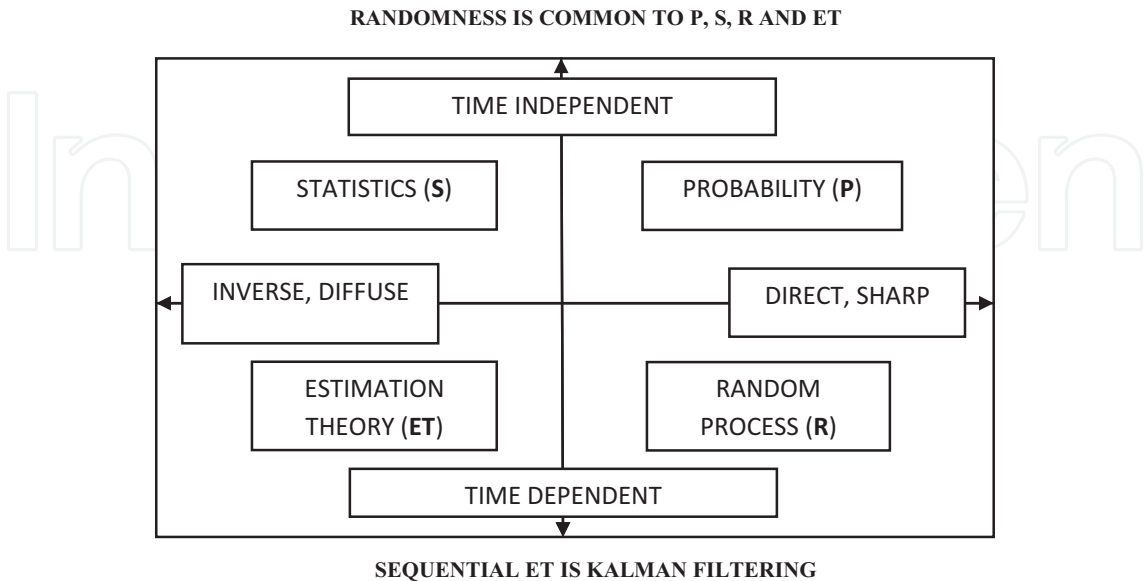 RANDOMNESS IS COMMON TO P, S, R AND ET
TIME INDEPENDENT
STATISTICS (S)
PROBABILITY (P)
INVERSE, DIFFUSE
DIRECT, SHARP
ESTIMATION
THEORY (ET)
RANDOM
PROCESS (R)
TIME DEPENDENT
SEQUENTIAL ET IS KALMAN FILTERING